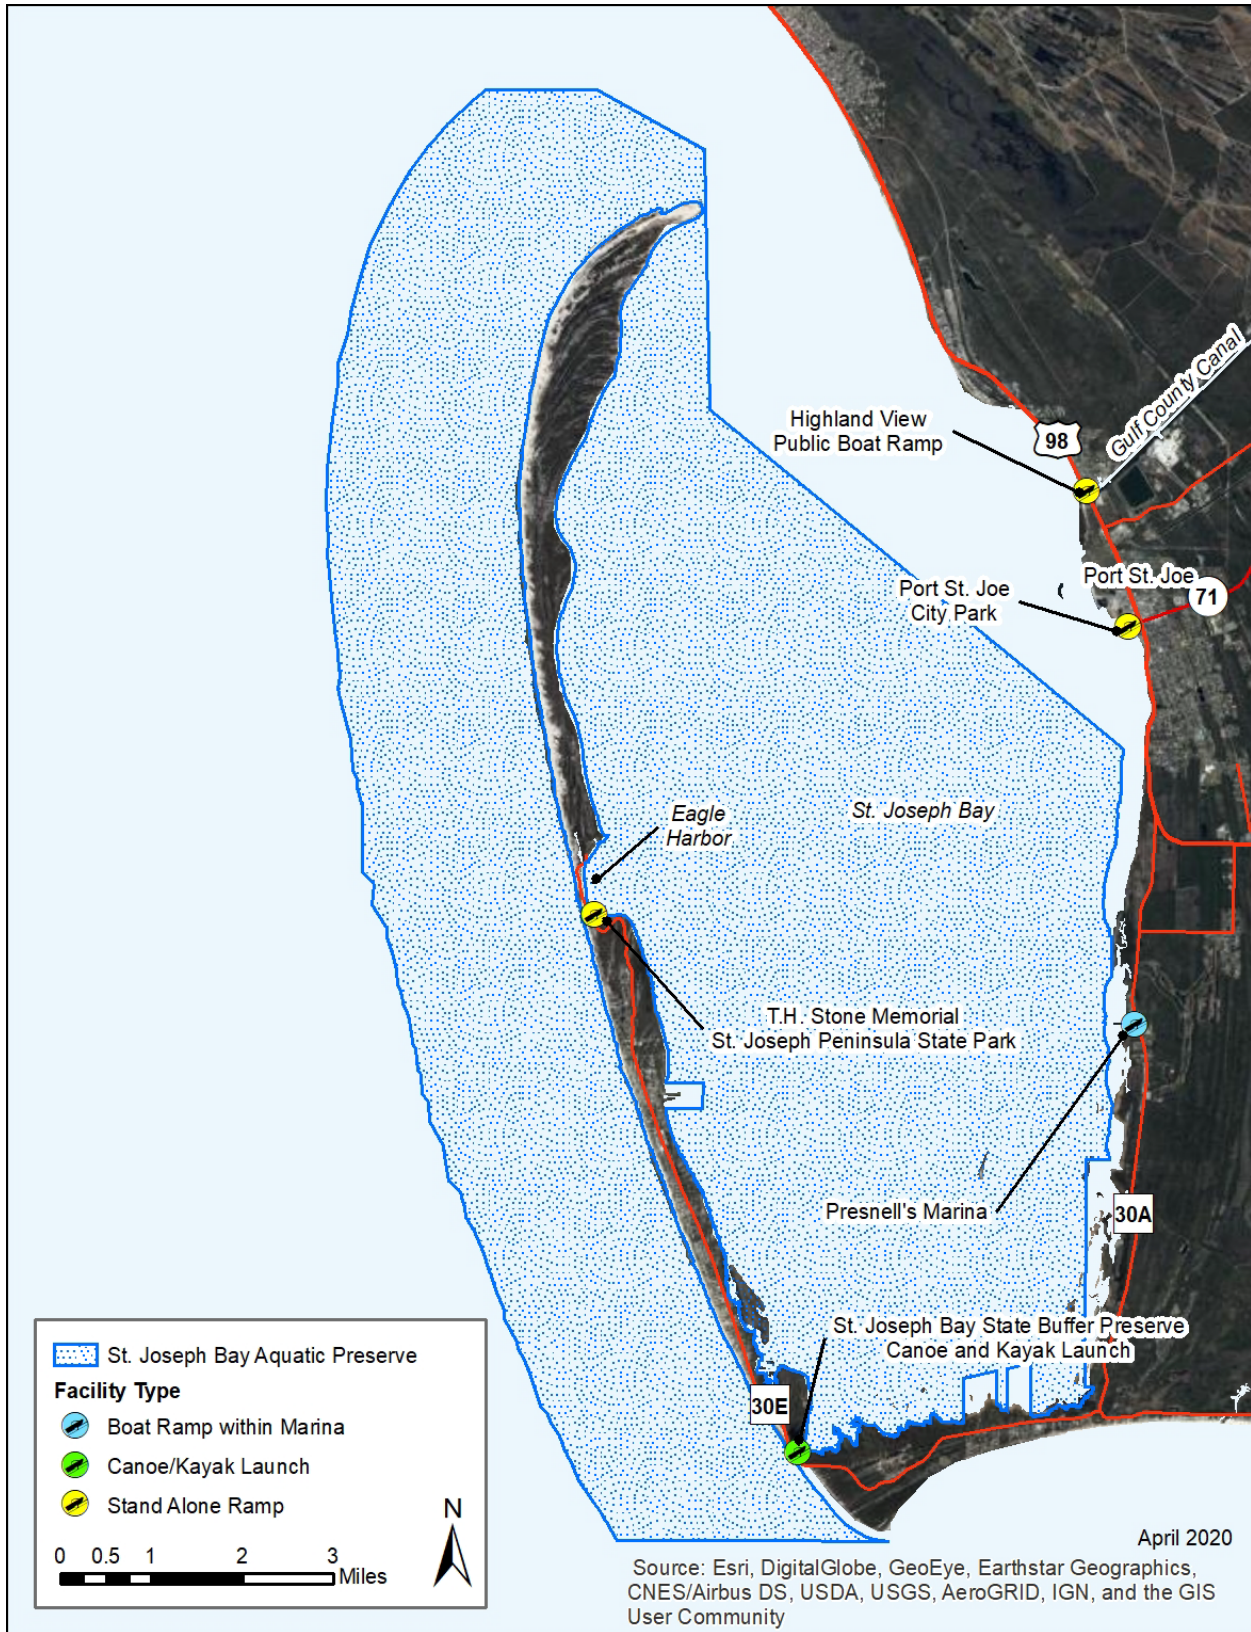 Gulf County Canal
Highland View
Public Boat Ramp
98
Port St. Joe
City Park
Port St. Joe
71
Eagle
Harbor
St. Joseph Bay
T.H. Stone Memorial
St. Joseph Peninsula State Park
Presnell's Marina
30A
St. Joseph Bay State Buffer Preserve
Canoe and Kayak Launch
30E
St. Joseph Bay Aquatic Preserve
Facility Type
Boat Ramp within Marina
Canoe/Kayak Launch
Stand Alone Ramp
N
0 0.5 1 2 3
Miles
April 2020
Source: Esri, DigitalGlobe, GeoEye, Earthstar Geographics,
CNES/Airbus DS, USDA, USGS, AeroGRID, IGN, and the GIS
User Community